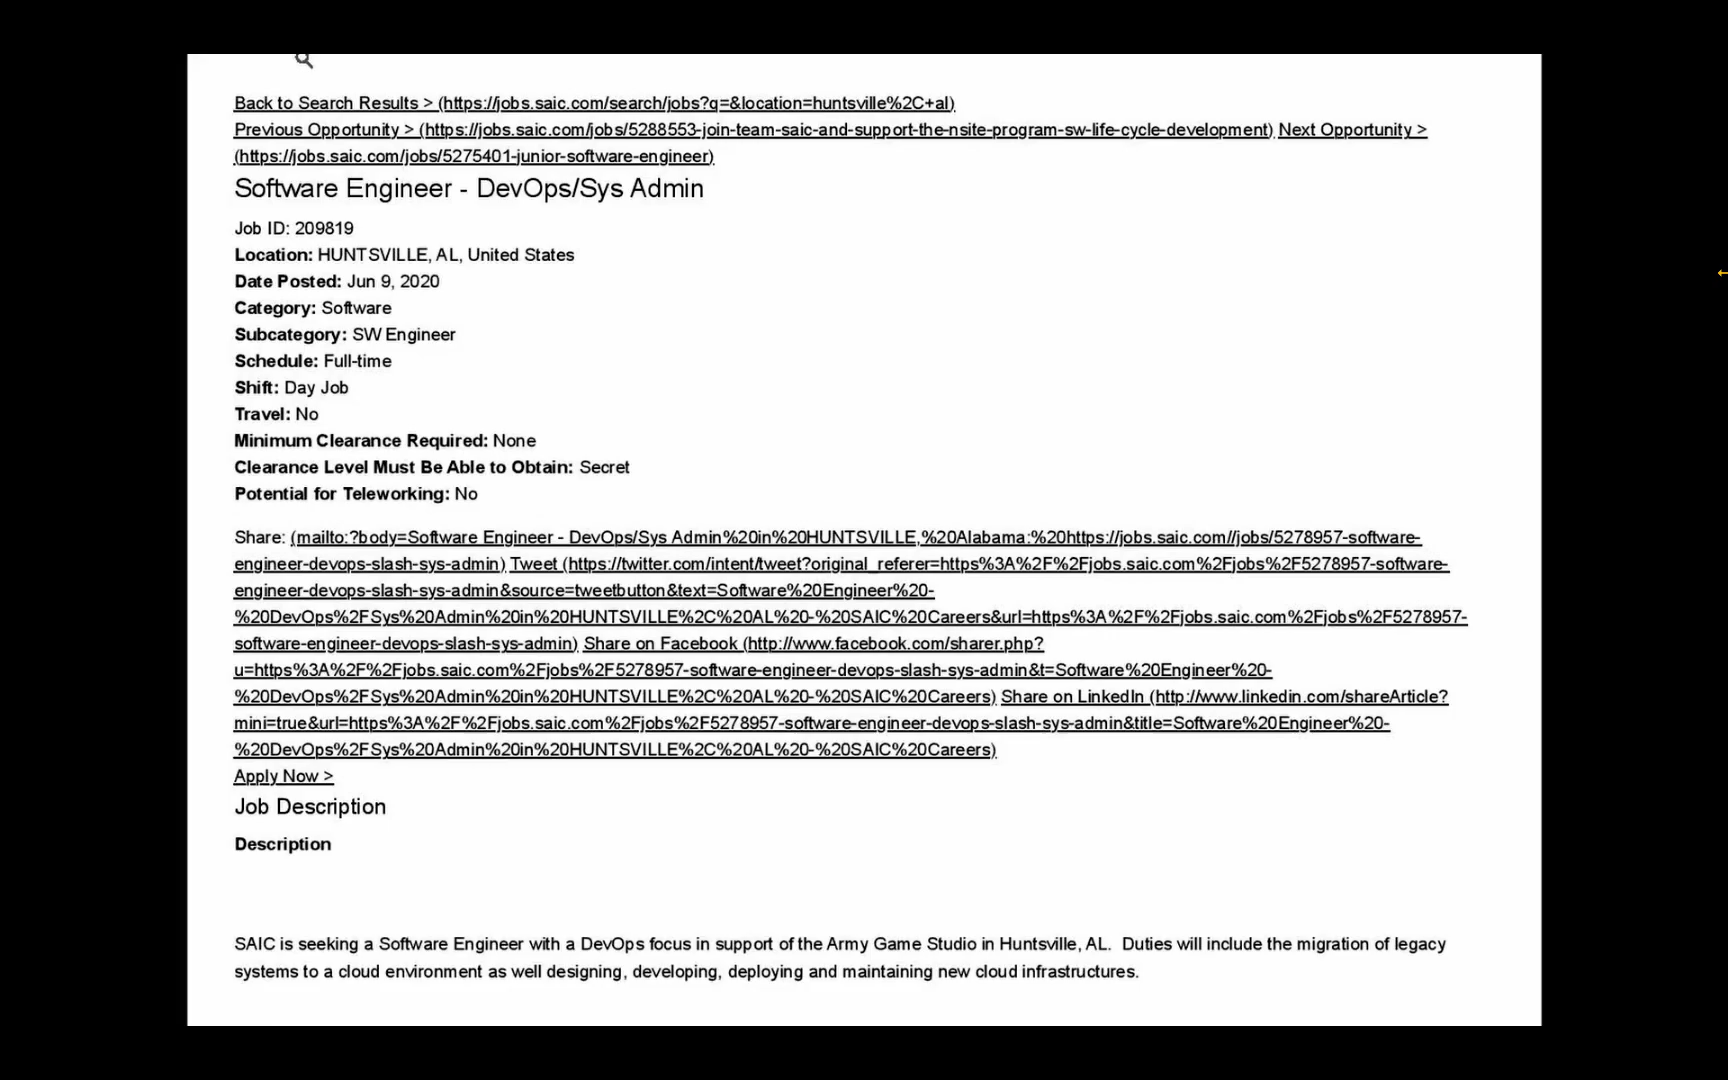 Back to Search Results > (https://jobs.saic.com/search/jobs?q=&location=huntsville%2C+al)
Previous Opportunity > (https://jobs.saic.com/jobs/5288553-join-team-saic-and-support-the-nsite-program-sw-life-cycle-development) Next Opportunity >
(https://jobs.saic.com/jobs/5275401-junior-software-engineer)
Software Engineer - DevOps/Sys Admin
Job ID: 209819
Location: HUNTSVILLE, AL, United States
Date Posted: Jun 9, 2020
Category: Software
Subcategory: SW Engineer
Schedule: Full-time
Shift: Day Job
Travel: No
Minimum Clearance Required: None
Clearance Level Must Be Able to Obtain: Secret
Potential for Teleworking: No
Share: (mailto:?body=Software Engineer - DevOps/Sys Admin%20in%20HUNTSVILLE,%20Alabama:%20https://jobs.saic.com//jobs/5278957-software-
engineer-devops-slash-sys-admin) Tweet (https://twitter.com/intent/tweet?original_referer=https%3A%2F%2Fjobs.saic.com%2Fjobs%2F5278957-software-
engineer-devops-slash-sys-admin&source=tweetbutton&text=Software%20Engineer%20-
%20DevOps%2FSys%20Admin%20in%20HUNTSVILLE%2C%20AL%20-%20SAIC%20Careers&url=https%3A%2F%2Fjobs.saic.com%2Fjobs%2F5278957-
software-engineer-devops-slash-sys-admin) Share on Facebook (http://www.facebook.com/sharer.php?
u=https%3A%2F%2Fjobs.saic.com%2Fjobs%2F5278957-software-engineer-devops-slash-sys-admin&t=Software%20Engineer%20-
%20DevOps%2FSys%20Admin%20in%20HUNTSVILLE%2C%20AL%20-%20SAIC%20Careers) Share on LinkedIn (http://www.linkedin.com/shareArticle?
mini=true&url=https%3A%2F%2Fjobs.saic.com%2Fjobs%2F5278957-software-engineer-devops-slash-sys-admin&title=Software%20Engineer%20-
%20DevOps%2FSys%20Admin%20in%20HUNTSVILLE%2C%20AL%20-%20SAIC%20Careers)
Apply Now >
Job Description
Description
SAIC is seeking a Software Engineer with a DevOps focus in support of the Army Game Studio in Huntsville, AL.  Duties will include the migration of legacy
systems to a cloud environment as well designing, developing, deploying and maintaining new cloud infrastructures.